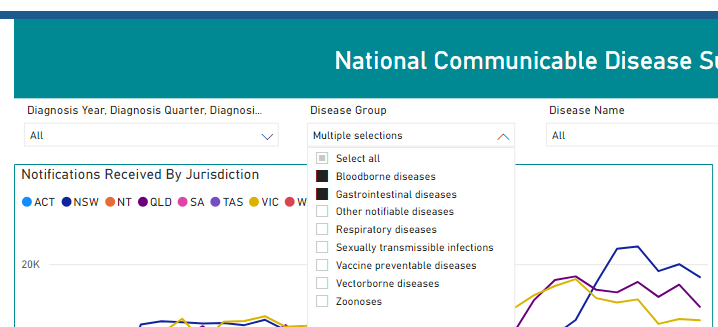 National Communicable Disease
Diagnosis Year, Diagnosis Quarter, Diagnosi...
Disease Group
Disease Name
All
Multiple selections
All
Select all
Bloodborne diseases
Gastrointestinal diseases
Other notifiable diseases
Respiratory diseases
Sexually transmissible infections
Vaccine preventable diseases
Vectorborne diseases
Zoonoses
Notifications Received By Jurisdiction
ACT NSW NT QLD SA TAS VIC W
20K